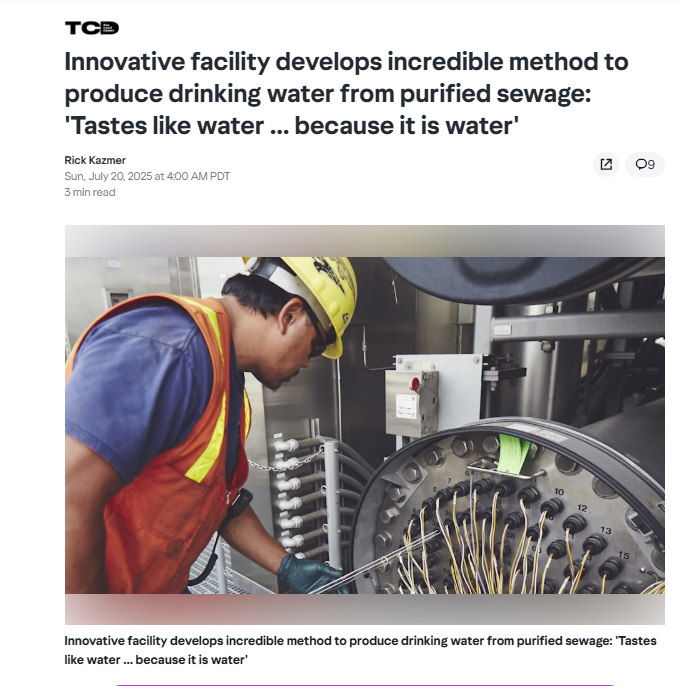 TCD
Innovative facility develops incredible method to
produce drinking water from purified sewage:
'Tastes like water ... because it is water'
Rick Kazmer
Sun, July 20, 2025 at 4:00 AM PDT
3 min read
9
7
10
12
13
15
Innovative facility develops incredible method to produce drinking water from purified sewage: 'Tastes
like water ... because it is water'